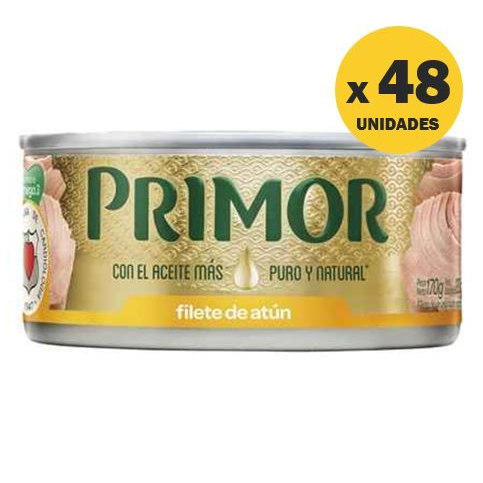 x 48
UNIDADES
PRIMOR
CON EL ACEITE MÁS PURO Y NATURAL*
filete de atún
170g